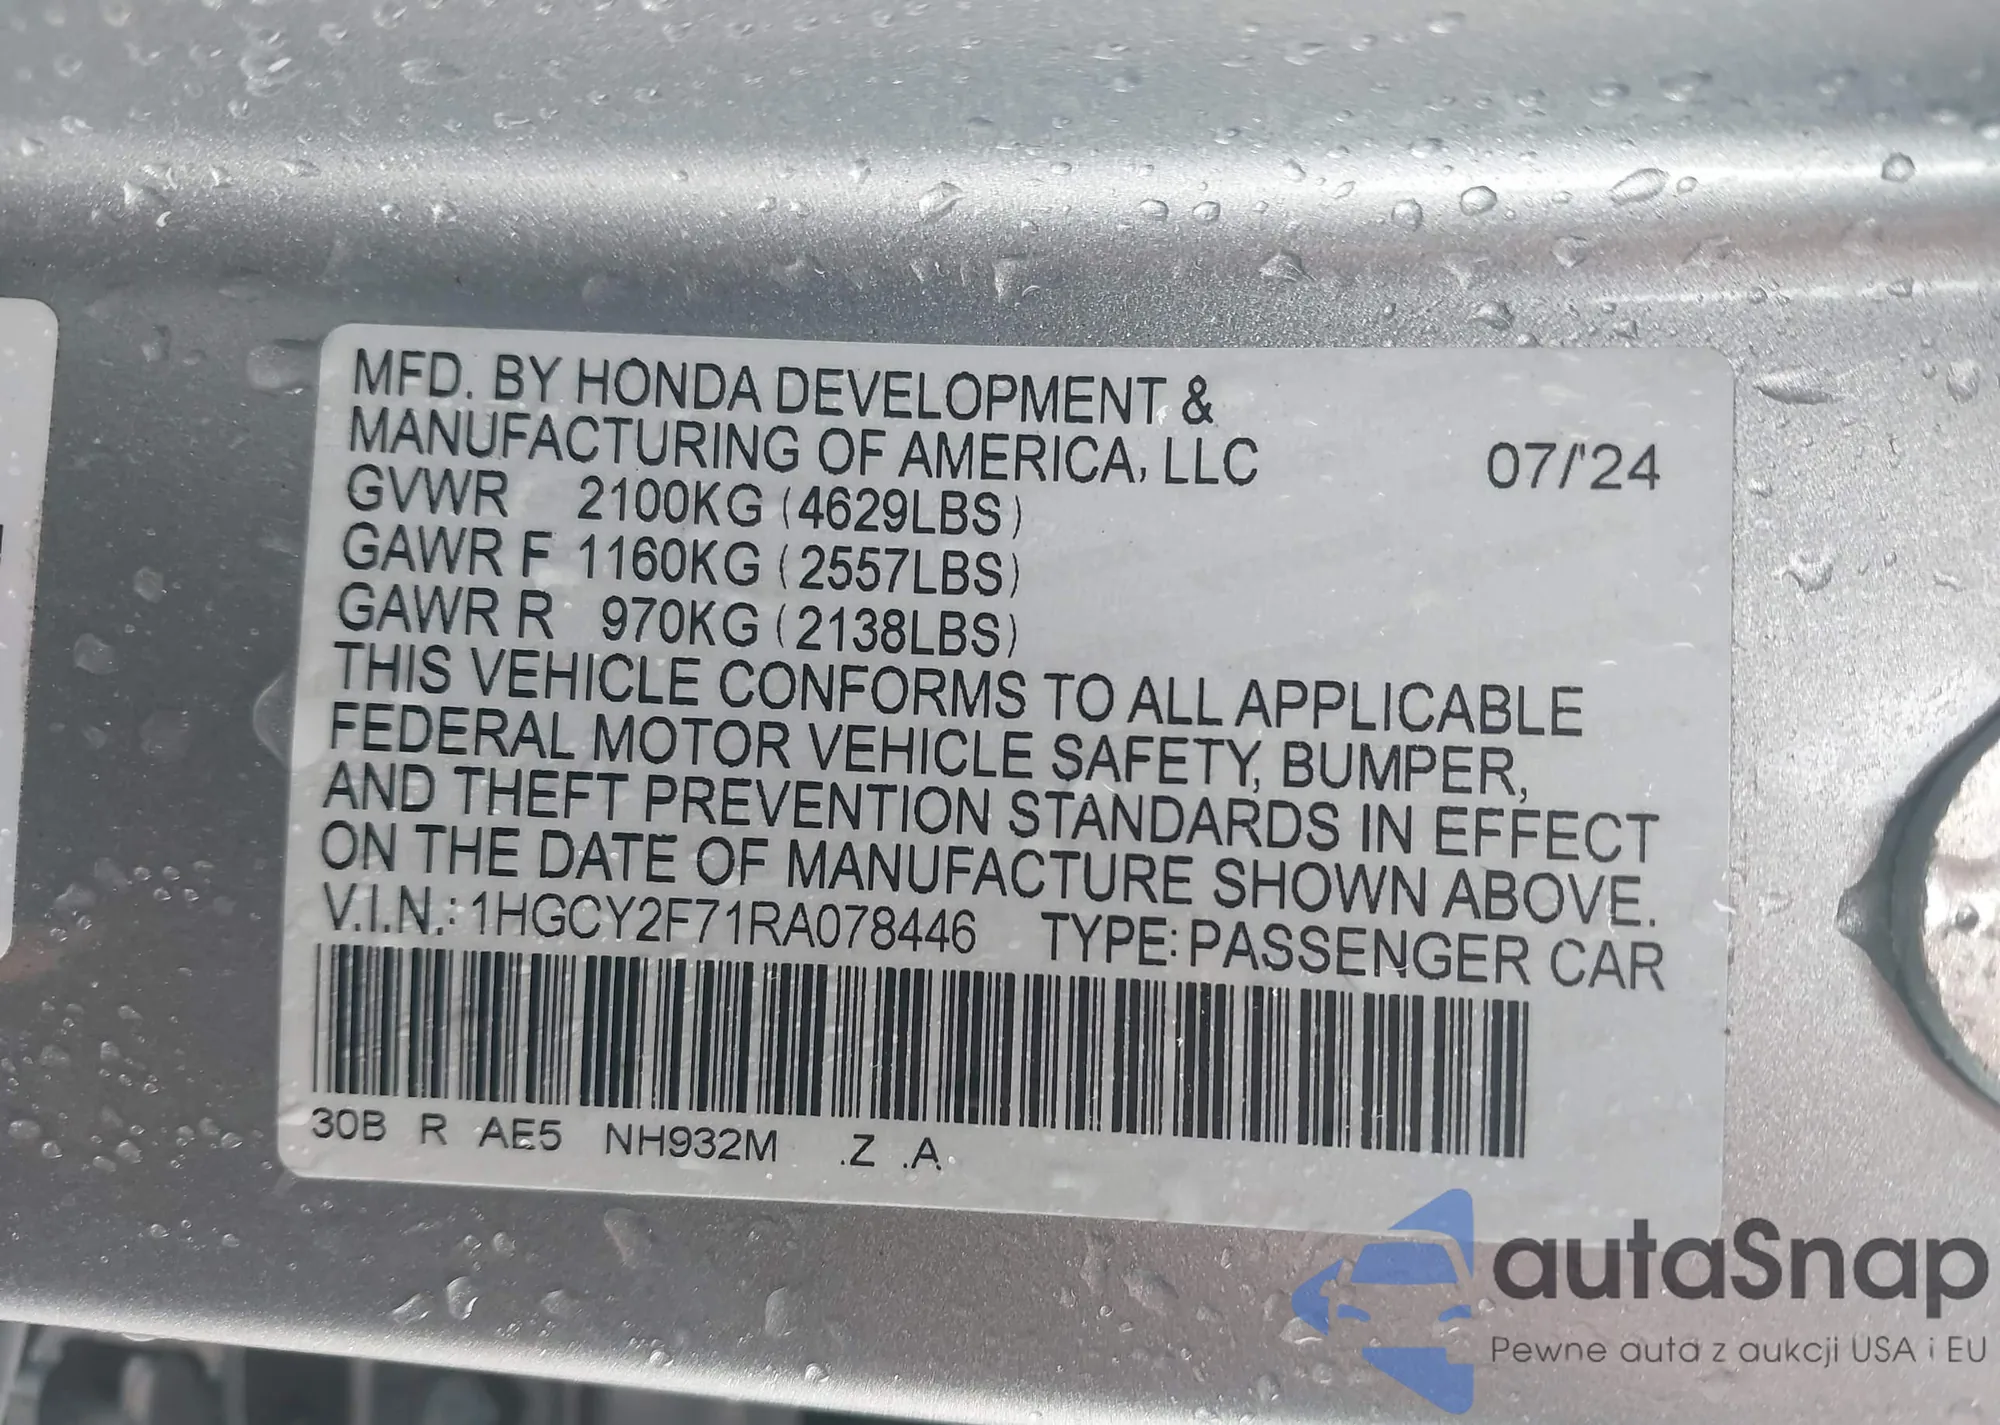 MFD. BY HONDA DEVELOPMENT &
MANUFACTURING OF AMERICA, LLC
07/'24
GVWR 2100KG (4629LBS)
GAWR F 1160KG (2557LBS)
GAWR R 970KG (2138LBS)
THIS VEHICLE CONFORMS TO ALL APPLICABLE
FEDERAL MOTOR VEHICLE SAFETY, BUMPER,
AND THEFT PREVENTION STANDARDS IN EFFECT
ON THE DATE OF MANUFACTURE SHOWN ABOVE.
V.I.N.: 1HGCY2F71RA078446 TYPE: PASSENGER CAR
30B R AE5 NH932M .Z .A
autaSnap
Pewne auta z aukcji USA i EU